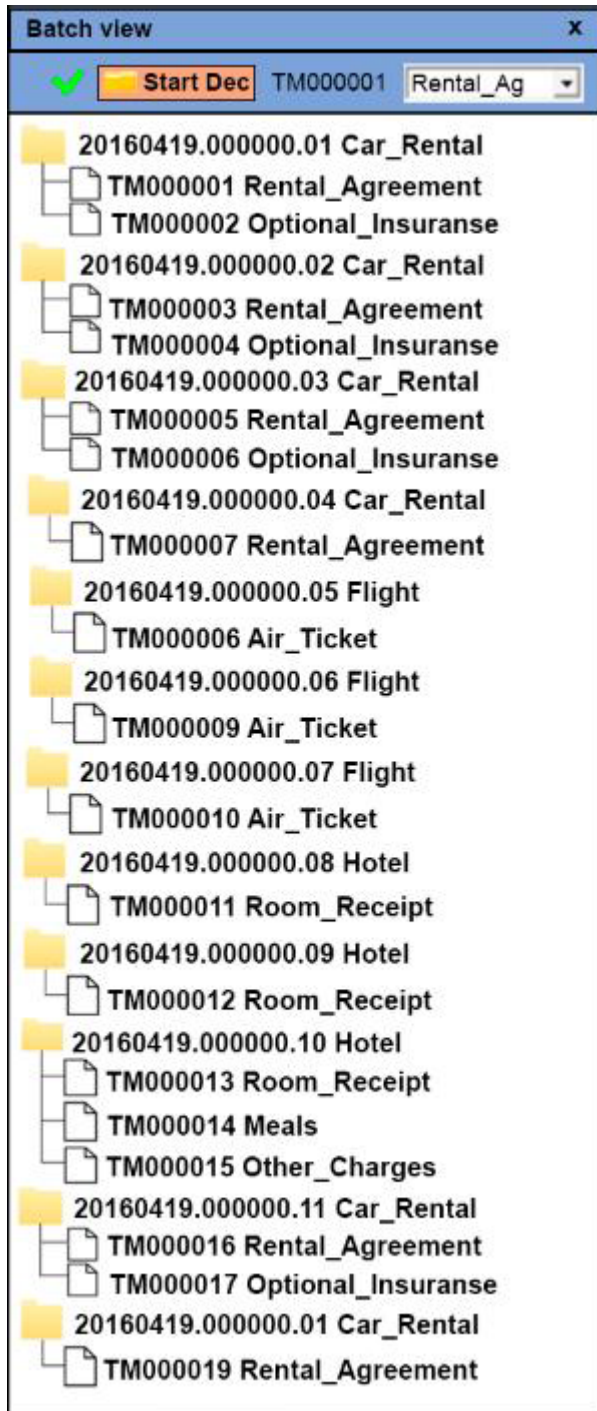 Batch view x
Start Dec TM000001 Rental_Ag
20160419.000000.01 Car_Rental
TM000001 Rental_Agreement
TM000002 Optional_Insuranse
20160419.000000.02 Car_Rental
TM000003 Rental_Agreement
TM000004 Optional_Insuranse
20160419.000000.03 Car_Rental
TM000005 Rental_Agreement
TM000006 Optional_Insuranse
20160419.000000.04 Car_Rental
TM000007 Rental_Agreement
20160419.000000.05 Flight
TM000006 Air_Ticket
20160419.000000.06 Flight
TM000009 Air_Ticket
20160419.000000.07 Flight
TM000010 Air_Ticket
20160419.000000.08 Hotel
TM000011 Room_Receipt
20160419.000000.09 Hotel
TM000012 Room_Receipt
20160419.000000.10 Hotel
TM000013 Room_Receipt
TM000014 Meals
TM000015 Other_Charges
20160419.000000.11 Car_Rental
TM000016 Rental_Agreement
TM000017 Optional_Insuranse
20160419.000000.01 Car_Rental
TM000019 Rental_Agreement